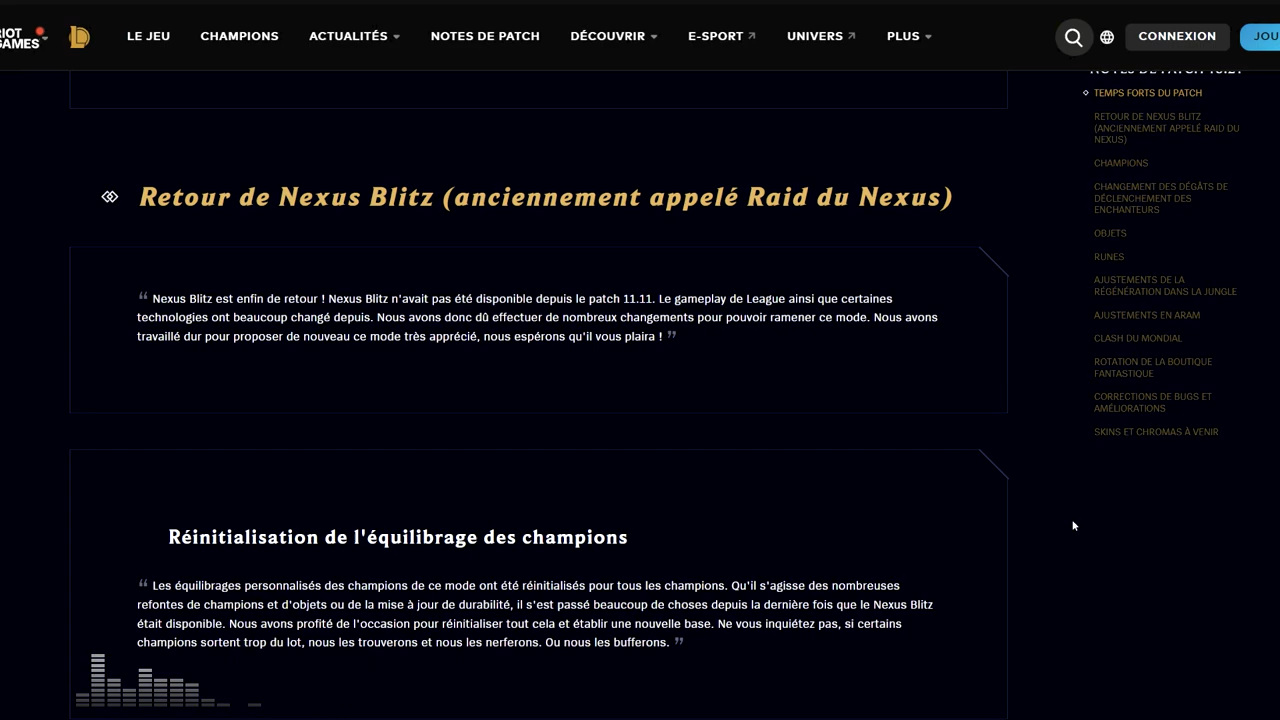 RIOT
GAMES
LE JEU
CHAMPIONS
ACTUALITÉS
NOTES DE PATCH
DÉCOUVRIR
E-SPORT
UNIVERS
PLUS
CONNEXION
JOU
TEMPS FORTS DU PATCH
RETOUR DE NEXUS BLITZ
(ANCIENNEMENT APPELÉ RAID DU
NEXUS)
CHAMPIONS
CHANGEMENT DES DÉGÂTS DE
DÉCLENCHEMENT DES
ENCHANTEURS
OBJETS
RUNES
AJUSTEMENTS DE LA
RÉGÉNÉRATION DANS LA JUNGLE
AJUSTEMENTS EN ARAM
CLASH DU MONDIAL
ROTATION DE LA BOUTIQUE
FANTASTIQUE
CORRECTIONS DE BUGS ET
AMÉLIORATIONS
SKINS ET CHROMAS À VENIR
Retour de Nexus Blitz (anciennement appelé Raid du Nexus)
“ Nexus Blitz est enfin de retour ! Nexus Blitz n'avait pas été disponible depuis le patch 11.11. Le gameplay de League ainsi que certaines
technologies ont beaucoup changé depuis. Nous avons donc dû effectuer de nombreux changements pour pouvoir ramener ce mode. Nous avons
travaillé dur pour proposer de nouveau ce mode très apprécié, nous espérons qu'il vous plaira ! ”
Réinitialisation de l'équilibrage des champions
“ Les équilibrages personnalisés des champions de ce mode ont été réinitialisés pour tous les champions. Qu'il s'agisse des nombreuses
refontes de champions et d'objets ou de la mise à jour de durabilité, il s'est passé beaucoup de choses depuis la dernière fois que le Nexus Blitz
était disponible. Nous avons profité de l'occasion pour réinitialiser tout cela et établir une nouvelle base. Ne vous inquiétez pas, si certains
champions sortent trop du lot, nous les trouverons et nous les nerferons. Ou nous les bufferons. ”